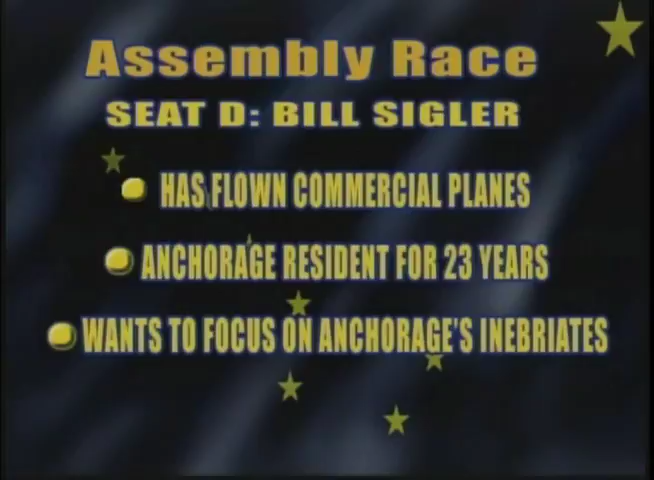 Assembly Race
SEAT D: BILL SIGLER
HAS FLOWN COMMERCIAL PLANES
ANCHORAGE RESIDENT FOR 23 YEARS
WANTS TO FOCUS ON ANCHORAGE'S INEBRIATES